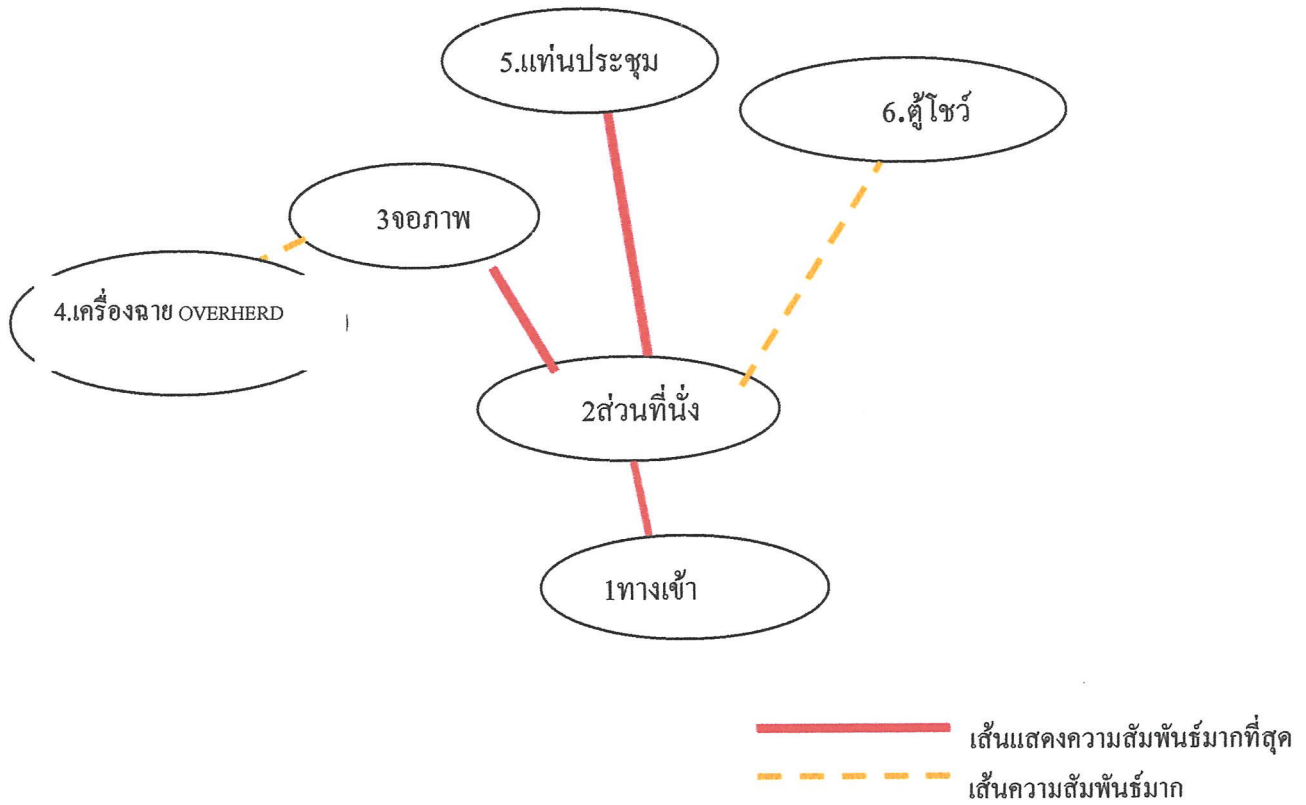 5.แท่นประชุม
6.ตู้โชว์
3จอภาพ
4.เครื่องฉาย OVERHERD
2ส่วนที่นั่ง
1ทางเข้า
เส้นแสดงความสัมพันธ์มากที่สุด
เส้นความสัมพันธ์มาก